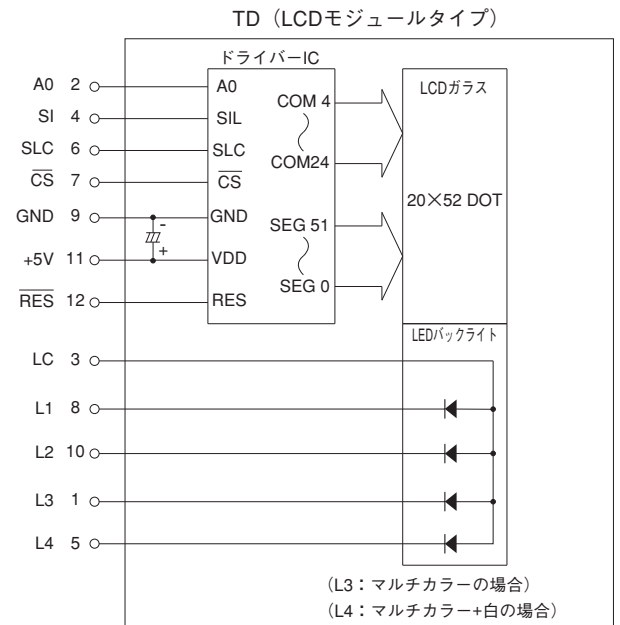 TD（LCDモジュールタイプ）
ドライバーIC
A0 2
A0
SI 4
SIL
SLC 6
SLC
CS 7
CS
GND 9
GND
-
+
+5V 11
VDD
RES 12
RES
COM 4
COM24
SEG 51
SEG 0
LCDガラス
20×52 DOT
LEDバックライト
LC 3
L1 8
L2 10
L3 1
L4 5
（L3：マルチカラーの場合）
（L4：マルチカラー+白の場合）